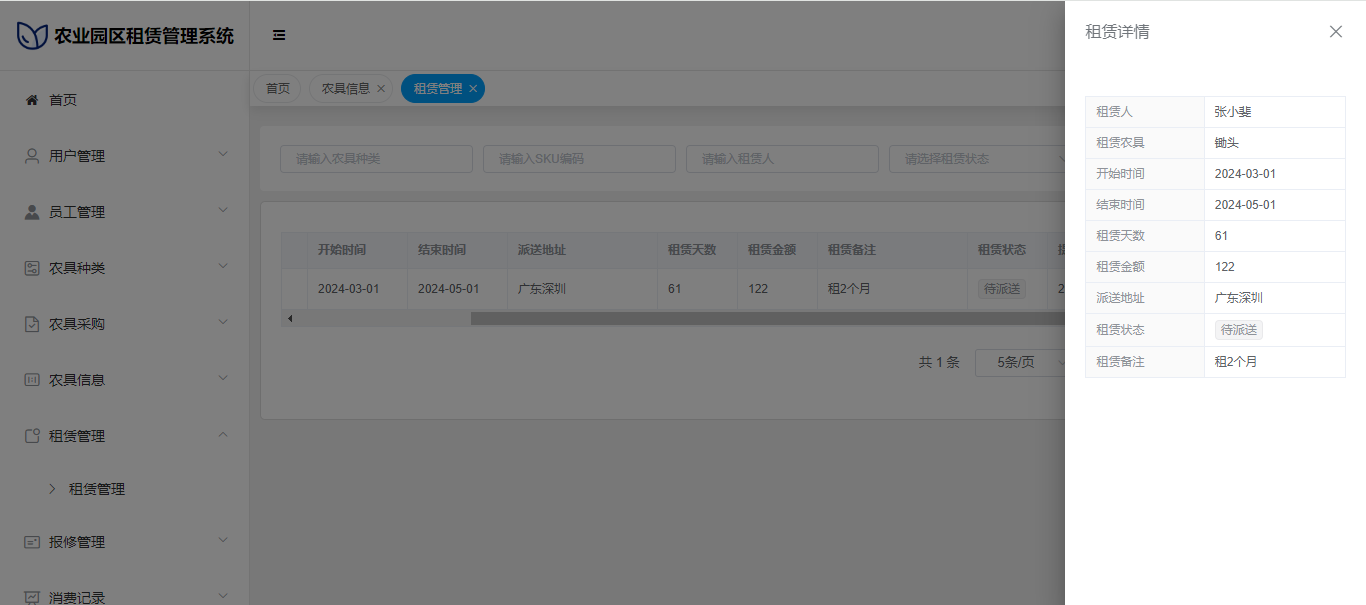 农业园区租赁管理系统
首页
用户管理
员工管理
农具种类
农具采购
农具信息
租赁管理
租赁管理
报修管理
消费记录
首页 农具信息 租赁管理
请输入农具种类 请输入SKU编码 请输入租赁人 请选择租赁状态
开始时间 结束时间 派送地址 租赁天数 租赁金额 租赁备注 租赁状态
2024-03-01 2024-05-01 广东深圳 61 122 租2个月 待派送 2
共 1 条 5条/页
租赁详情
租赁人 张小斐
租赁农具 锄头
开始时间 2024-03-01
结束时间 2024-05-01
租赁天数 61
租赁金额 122
派送地址 广东深圳
租赁状态 待派送
租赁备注 租2个月